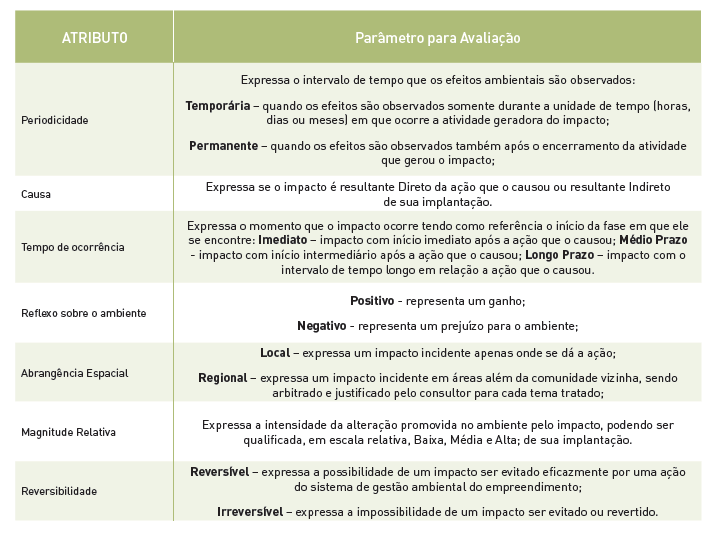 ATRIBUTO
Parâmetro para Avaliação
Periodicidade
Expressa o intervalo de tempo que os efeitos ambientais são observados:
Temporária – quando os efeitos são observados somente durante a unidade de tempo (horas,
dias ou meses) em que ocorre a atividade geradora do impacto;
Permanente – quando os efeitos são observados também após o encerramento da atividade
que gerou o impacto;
Causa
Expressa se o impacto é resultante Direto da ação que o causou ou resultante Indireto
de sua implantação.
Tempo de ocorrência
Expressa o momento que o impacto ocorre tendo como referência o início da fase em que ele
se encontre: Imediato – impacto com início imediato após a ação que o causou; Médio Prazo
- impacto com início intermediário após a ação que o causou; Longo Prazo – impacto com o
intervalo de tempo longo em relação a ação que o causou.
Reflexo sobre o ambiente
Positivo - representa um ganho;
Negativo - representa um prejuízo para o ambiente;
Abrangência Espacial
Local – expressa um impacto incidente apenas onde se dá a ação;
Regional – expressa um impacto incidente em áreas além da comunidade vizinha, sendo
arbitrado e justificado pelo consultor para cada tema tratado;
Magnitude Relativa
Expressa a intensidade da alteração promovida no ambiente pelo impacto, podendo ser
qualificada, em escala relativa, Baixa, Média e Alta; de sua implantação.
Reversibilidade
Reversível – expressa a possibilidade de um impacto ser evitado eficazmente por uma ação
do sistema de gestão ambiental do empreendimento;
Irreversível – expressa a impossibilidade de um impacto ser evitado ou revertido.